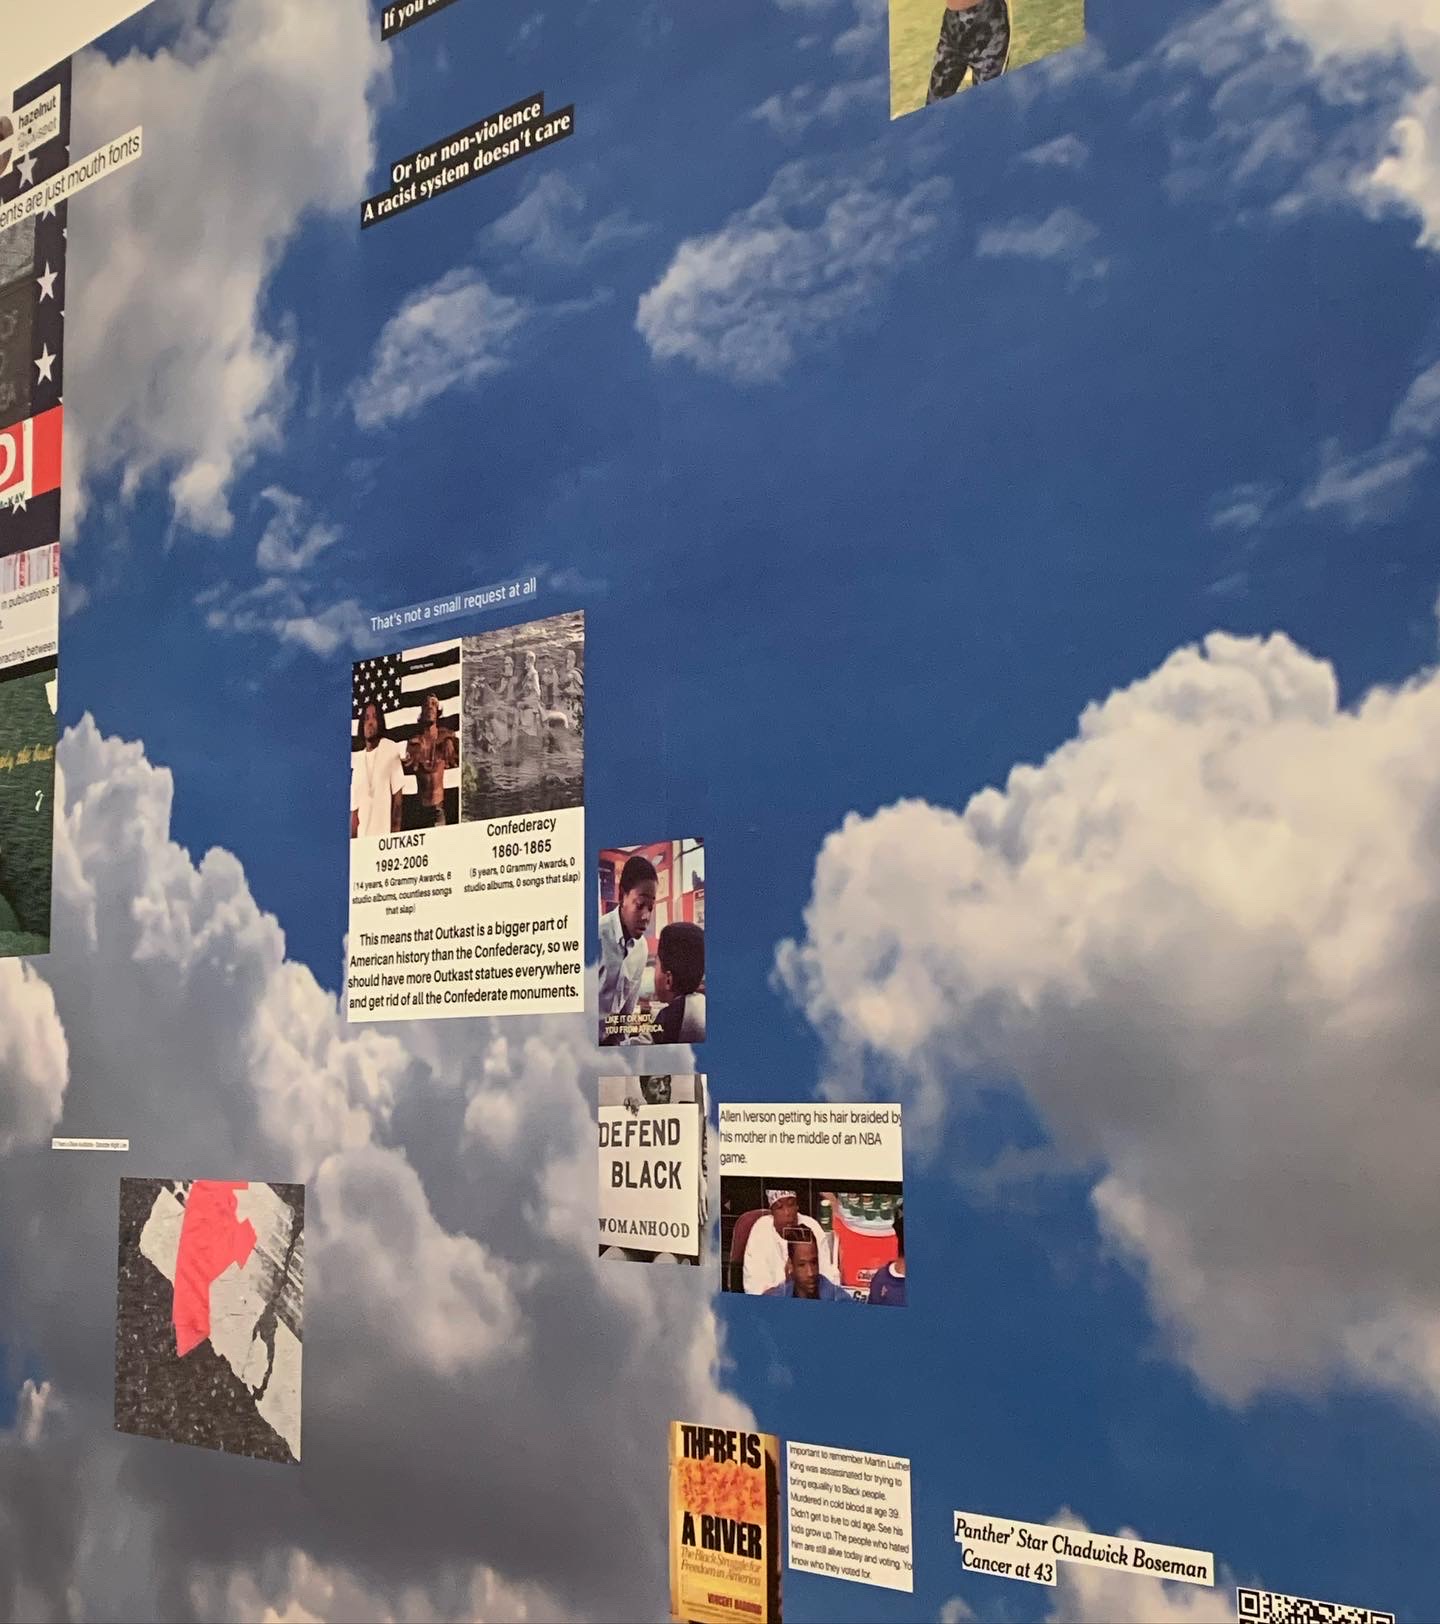 If you
Or for non-violence
A racist system doesn't care
hazelnut
ents are just mouth fonts
in publications
racting between
That's not a small request at all
OUTKAST
1992-2006
(14 years, 6 Grammy Awards, 6
studio albums, countless songs
that slap)
Confederacy
1860-1865
(5 years, 0 Grammy Awards, 0
studio albums, 0 songs that slap)
This means that Outkast is a bigger part of
American history than the Confederacy, so we
should have more Outkast statues everywhere
and get rid of all the Confederate monuments.
LIKE IT OR NOT,
YOU FROM AFRICA.
DEFEND
BLACK
WOMANHOOD
Allen Iverson getting his hair braided by
his mother in the middle of an NBA
game.
THERE IS
A RIVER
The Black Struggle for
Freedom in America
VINCENT HARDING
Important to remember Martin Luther
King was assassinated for trying to
bring equality to Black people.
Murdered in cold blood at age 39.
Didn't get to live to old age. See his
kids grow up. The people who hated
him are still alive today and voting. Yo
know who they voted for.
Panther' Star Chadwick Boseman
Cancer at 43